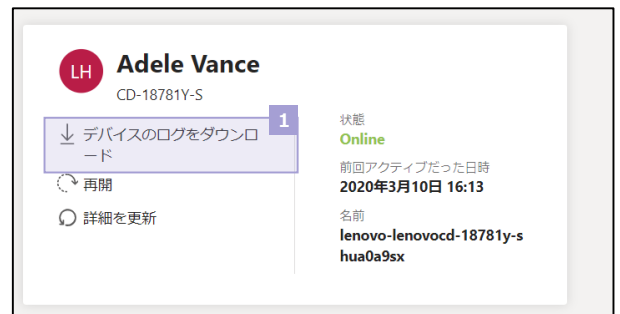 LH
Adele Vance
CD-18781Y-S
1
デバイスのログをダウンロ
ード
再開
詳細を更新
状態
Online
前回アクティブだった日時
2020年3月10日 16:13
名前
lenovo-lenovocd-18781y-s
hua0a9sx